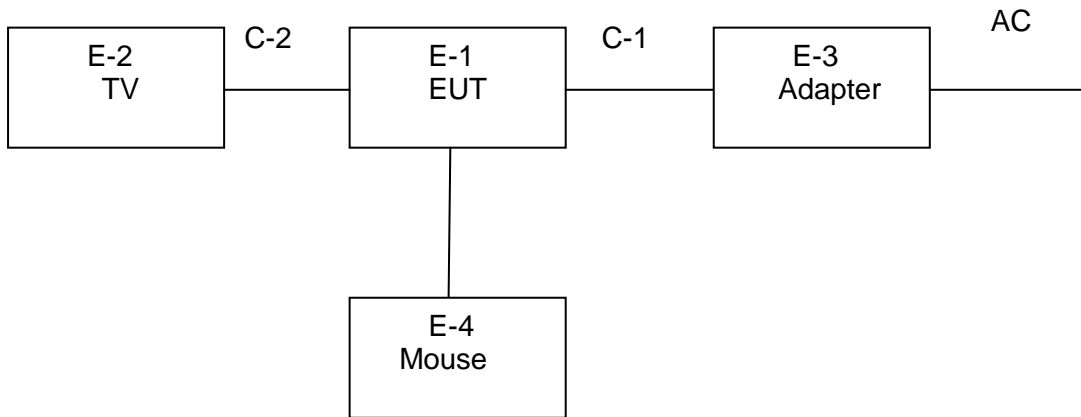 AC
C-2
C-1
E-2
TV
E-1
EUT
E-3
Adapter
E-4
Mouse